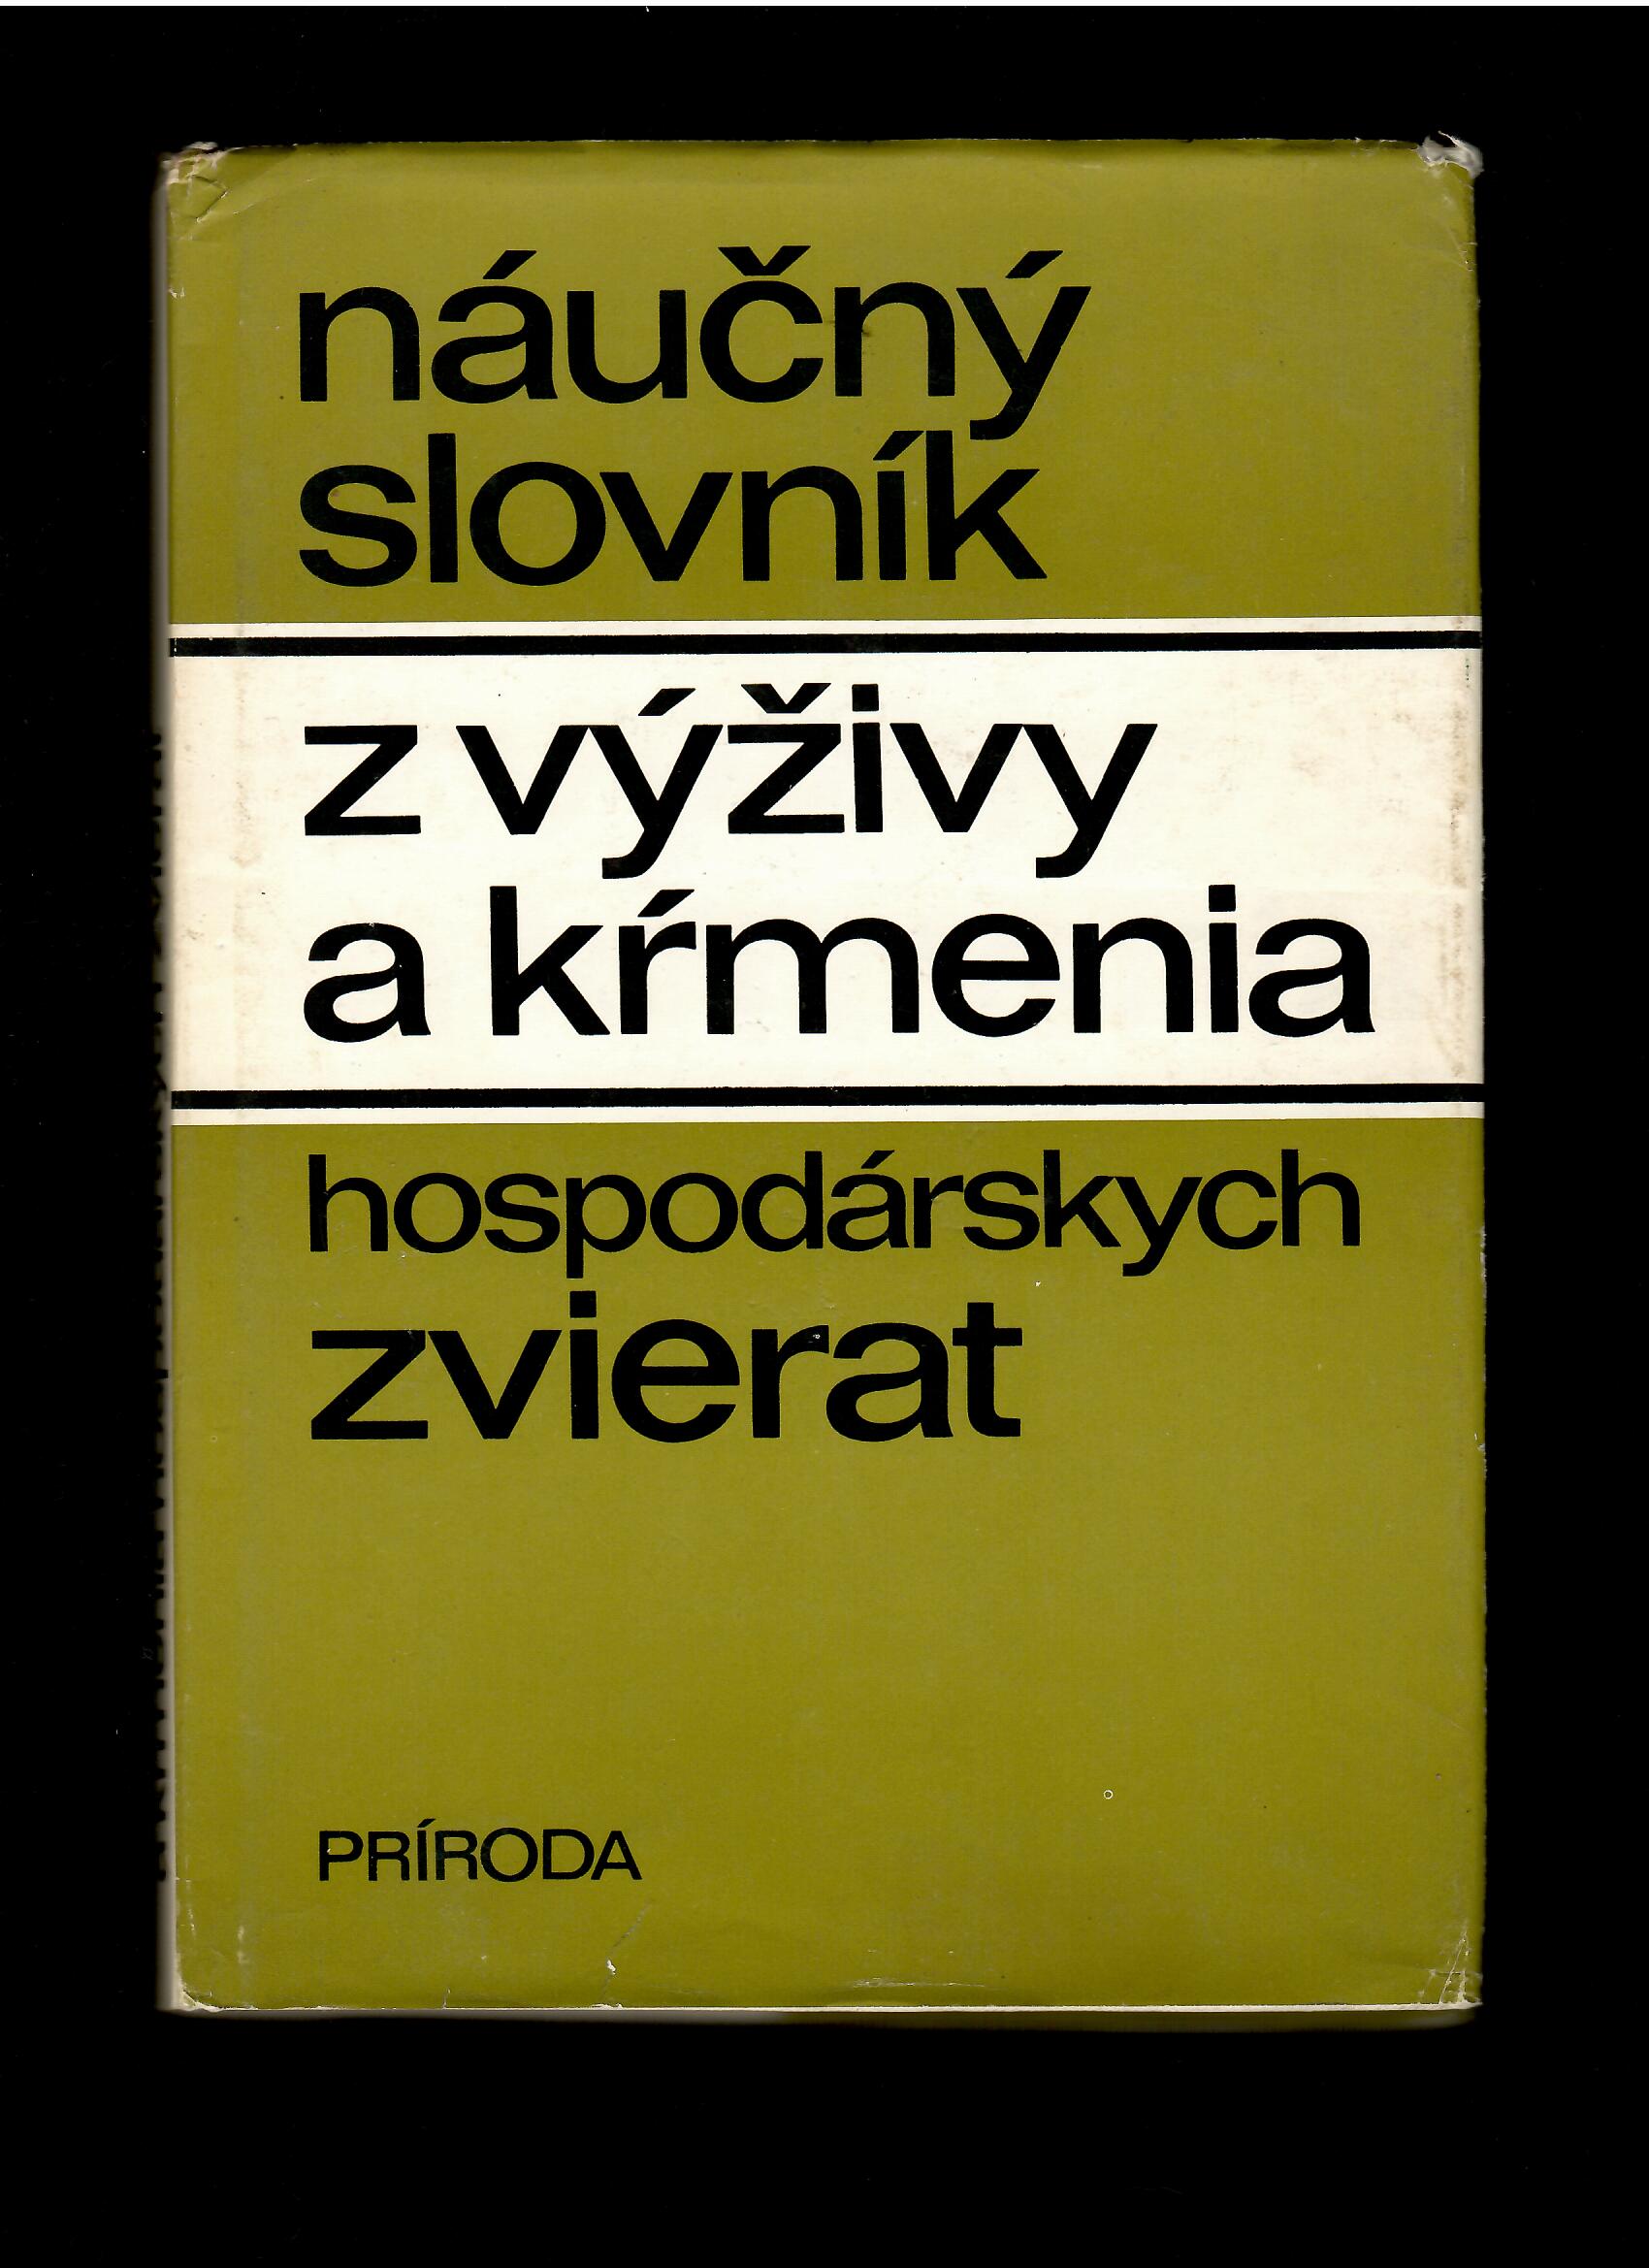 náučný
slovník
z výživy
a kŕmenia
hospodárskych
zvierat
PRÍRODA